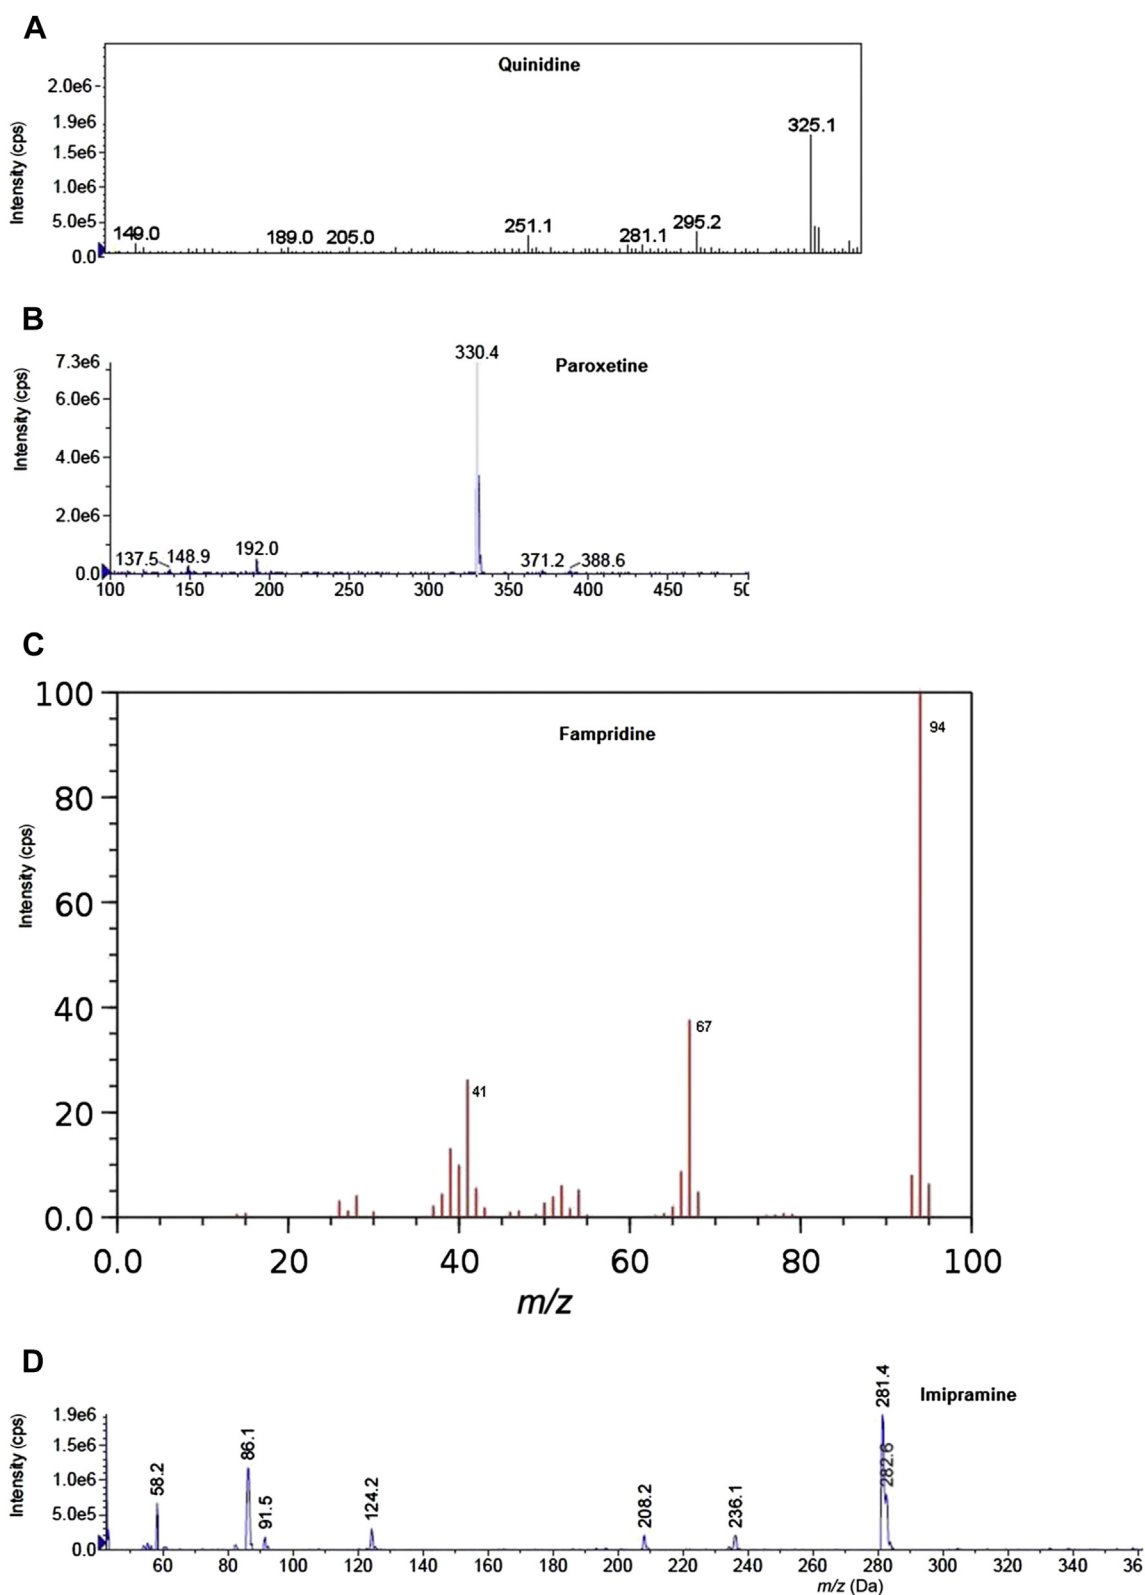 A
Quinidine
Intensity (cps)
2.0e6
1.9e6
1.5e6
1.0e6
5.0e5
0.0
149.0
189.0
205.0
251.1
281.1
295.2
325.1
B
Paroxetine
Intensity (cps)
7.3e6
6.0e6
4.0e6
2.0e6
0.0
137.5
148.9
192.0
330.4
371.2
388.6
100 150 200 250 300 350 400 450 50
C
Fampridine
Intensity (cps)
100
80
60
40
20
0.0
41
67
94
0.0 20 40 60 80 100
m/z
D
Imipramine
Intensity (cps)
1.9e6
1.5e6
1.0e6
5.0e5
0.0
58.2
86.1
91.5
124.2
208.2
236.1
281.4
282.6
60 80 100 120 140 160 180 200 220 240 260 280 300 320 340 36
m/z (Da)